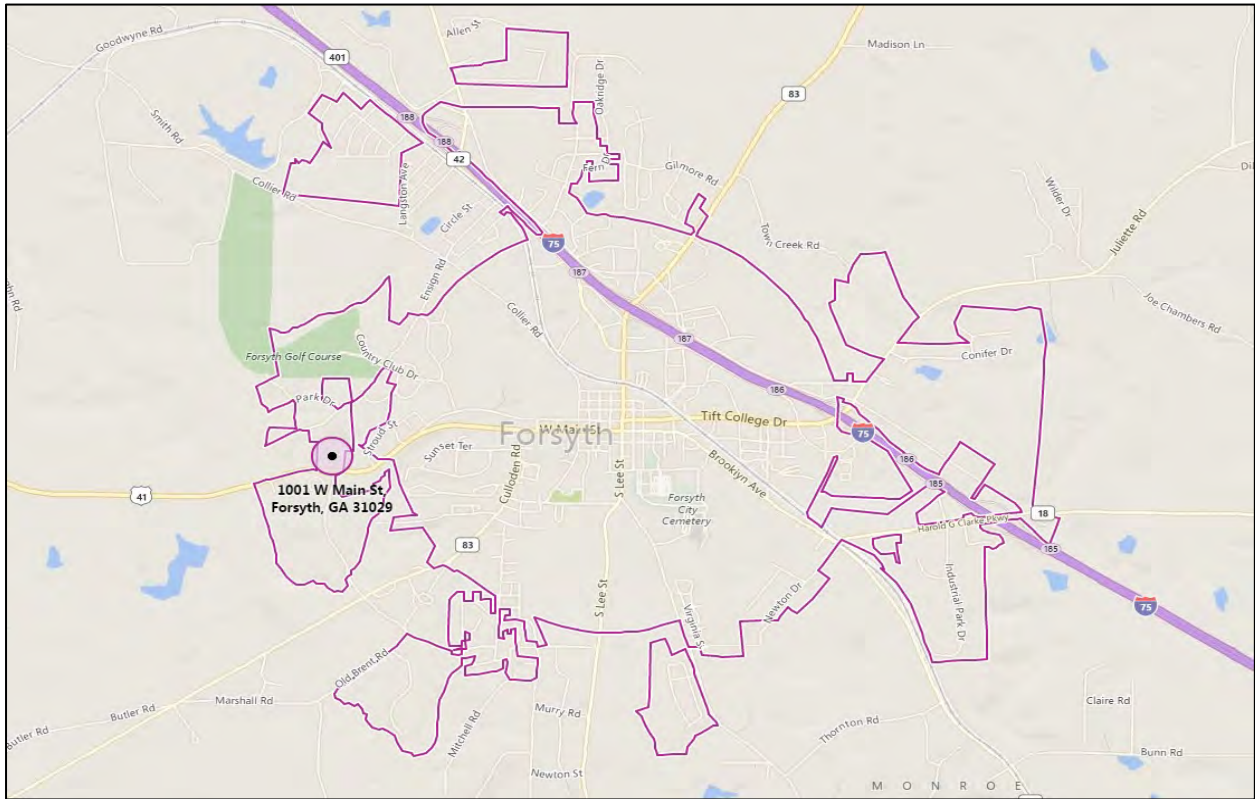 Goodwyne Rd
Allen St
401
Madison Ln
83
Oakridge Dr
188
Smith Rd
188
42
Fern Dr
Gilmore Rd
Collier Rd
Langston Ave
Wilder Dr
Juliette Rd
Circle St
Town Creek Rd
75
187
Ensign Rd
Joe Chambers Rd
Collier Rd
187
Forsyth Golf Course
Country Club Dr
Conifer Dr
186
Park Dr
Tift College Dr
W Main St
Forsyth
Stroud St
Sunset Ter
75
Culloden Rd
Brooklyn Ave
186
S Lee St
185
1001 W Main St,
Forsyth, GA 31029
41
Forsyth
City
Cemetery
18
Harold G Clarke Pkwy
83
185
Industrial Park Dr
S Lee St
Newton Dr
Virginia St
75
Old Brent Rd
Marshall Rd
Butler Rd
Butler Rd
Mitchell Rd
Murry Rd
Claire Rd
Thornton Rd
Bunn Rd
Newton St
MONROE